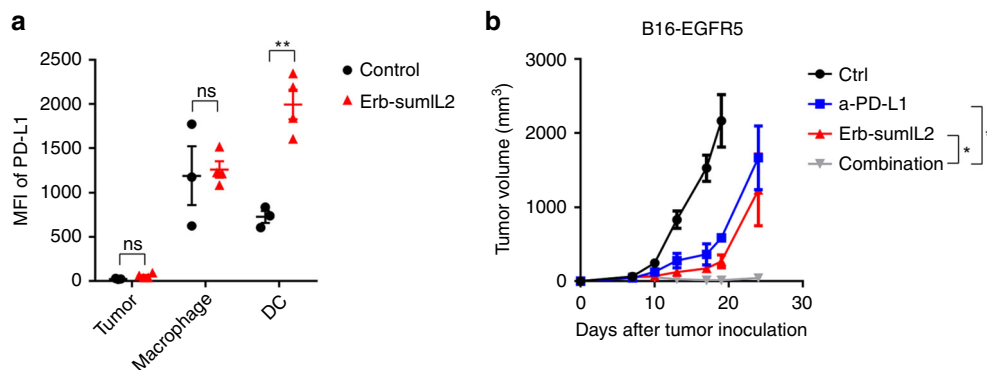 a
2500
2000
1500
1000
500
0
MFI of PD-L1
ns
ns
**
Tumor
Macrophage
DC
Control
Erb-sumIL2
b
B16-EGFR5
3000
2000
1000
0
Tumor volume (mm³)
0 10 20 30
Days after tumor inoculation
Ctrl
a-PD-L1
Erb-sumIL2
Combination
*
*